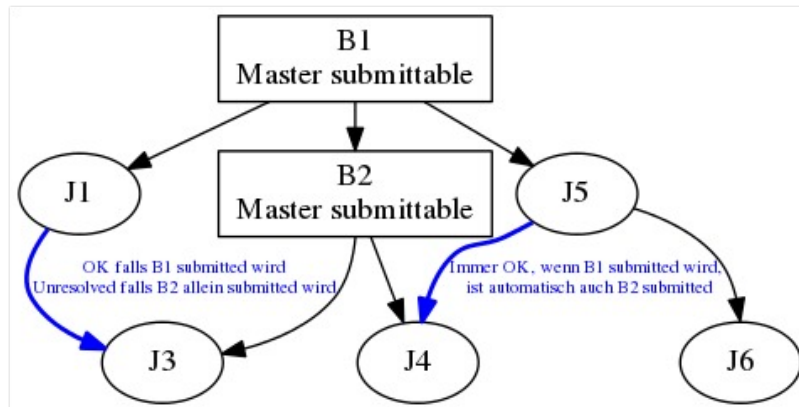 B1
Master submittable
J1
B2
Master submittable
J5
OK falls B1 submitted wird
Unresolved falls B2 allein submitted wird
Immer OK, wenn B1 submitted wird,
ist automatisch auch B2 submitted
J3
J4
J6